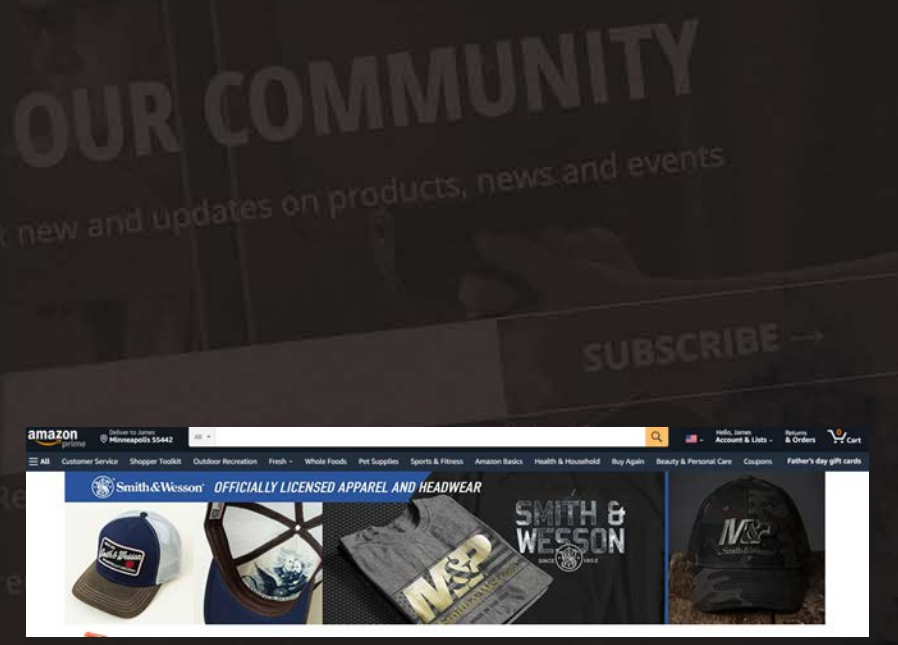 OUR COMMUNITY
new and updates on products, news and events
SUBSCRIBE →
amazon
prime
Deliver to James
Minneapolis 55442
All
Hello, James
Account & Lists
Returns
& Orders
0
Cart
All
Customer Service
Shopper Toolkit
Outdoor Recreation
Fresh
Whole Foods
Pet Supplies
Sports & Fitness
Amazon Basics
Health & Household
Buy Again
Beauty & Personal Care
Coupons
Father's day gift cards
Smith & Wesson OFFICIALLY LICENSED APPAREL AND HEADWEAR
Smith & Wesson
M&P
Smith & Wesson
SMITH &
WESSON
SINCE 1852
M&P
Smith & Wesson